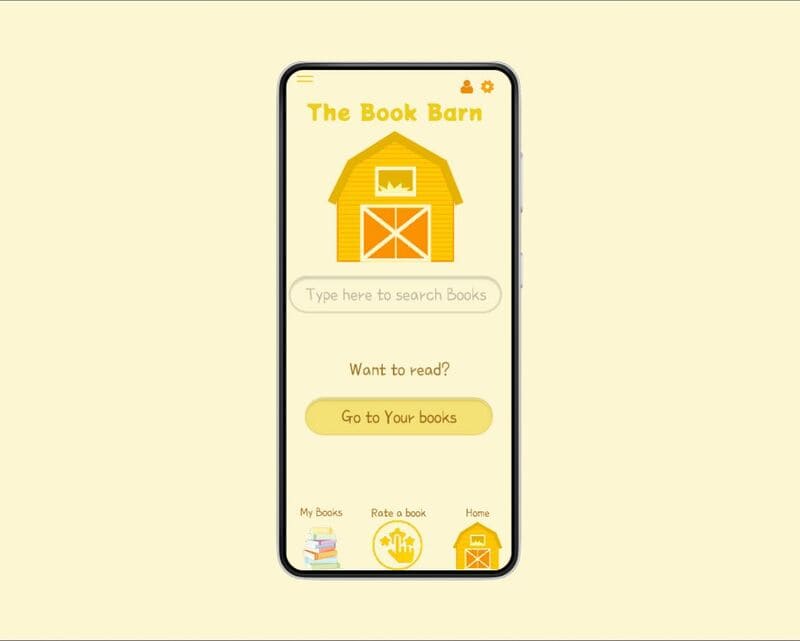 The Book Barn
Type here to search Books
Want to read?
Go to Your books
My Books
Rate a book
Home